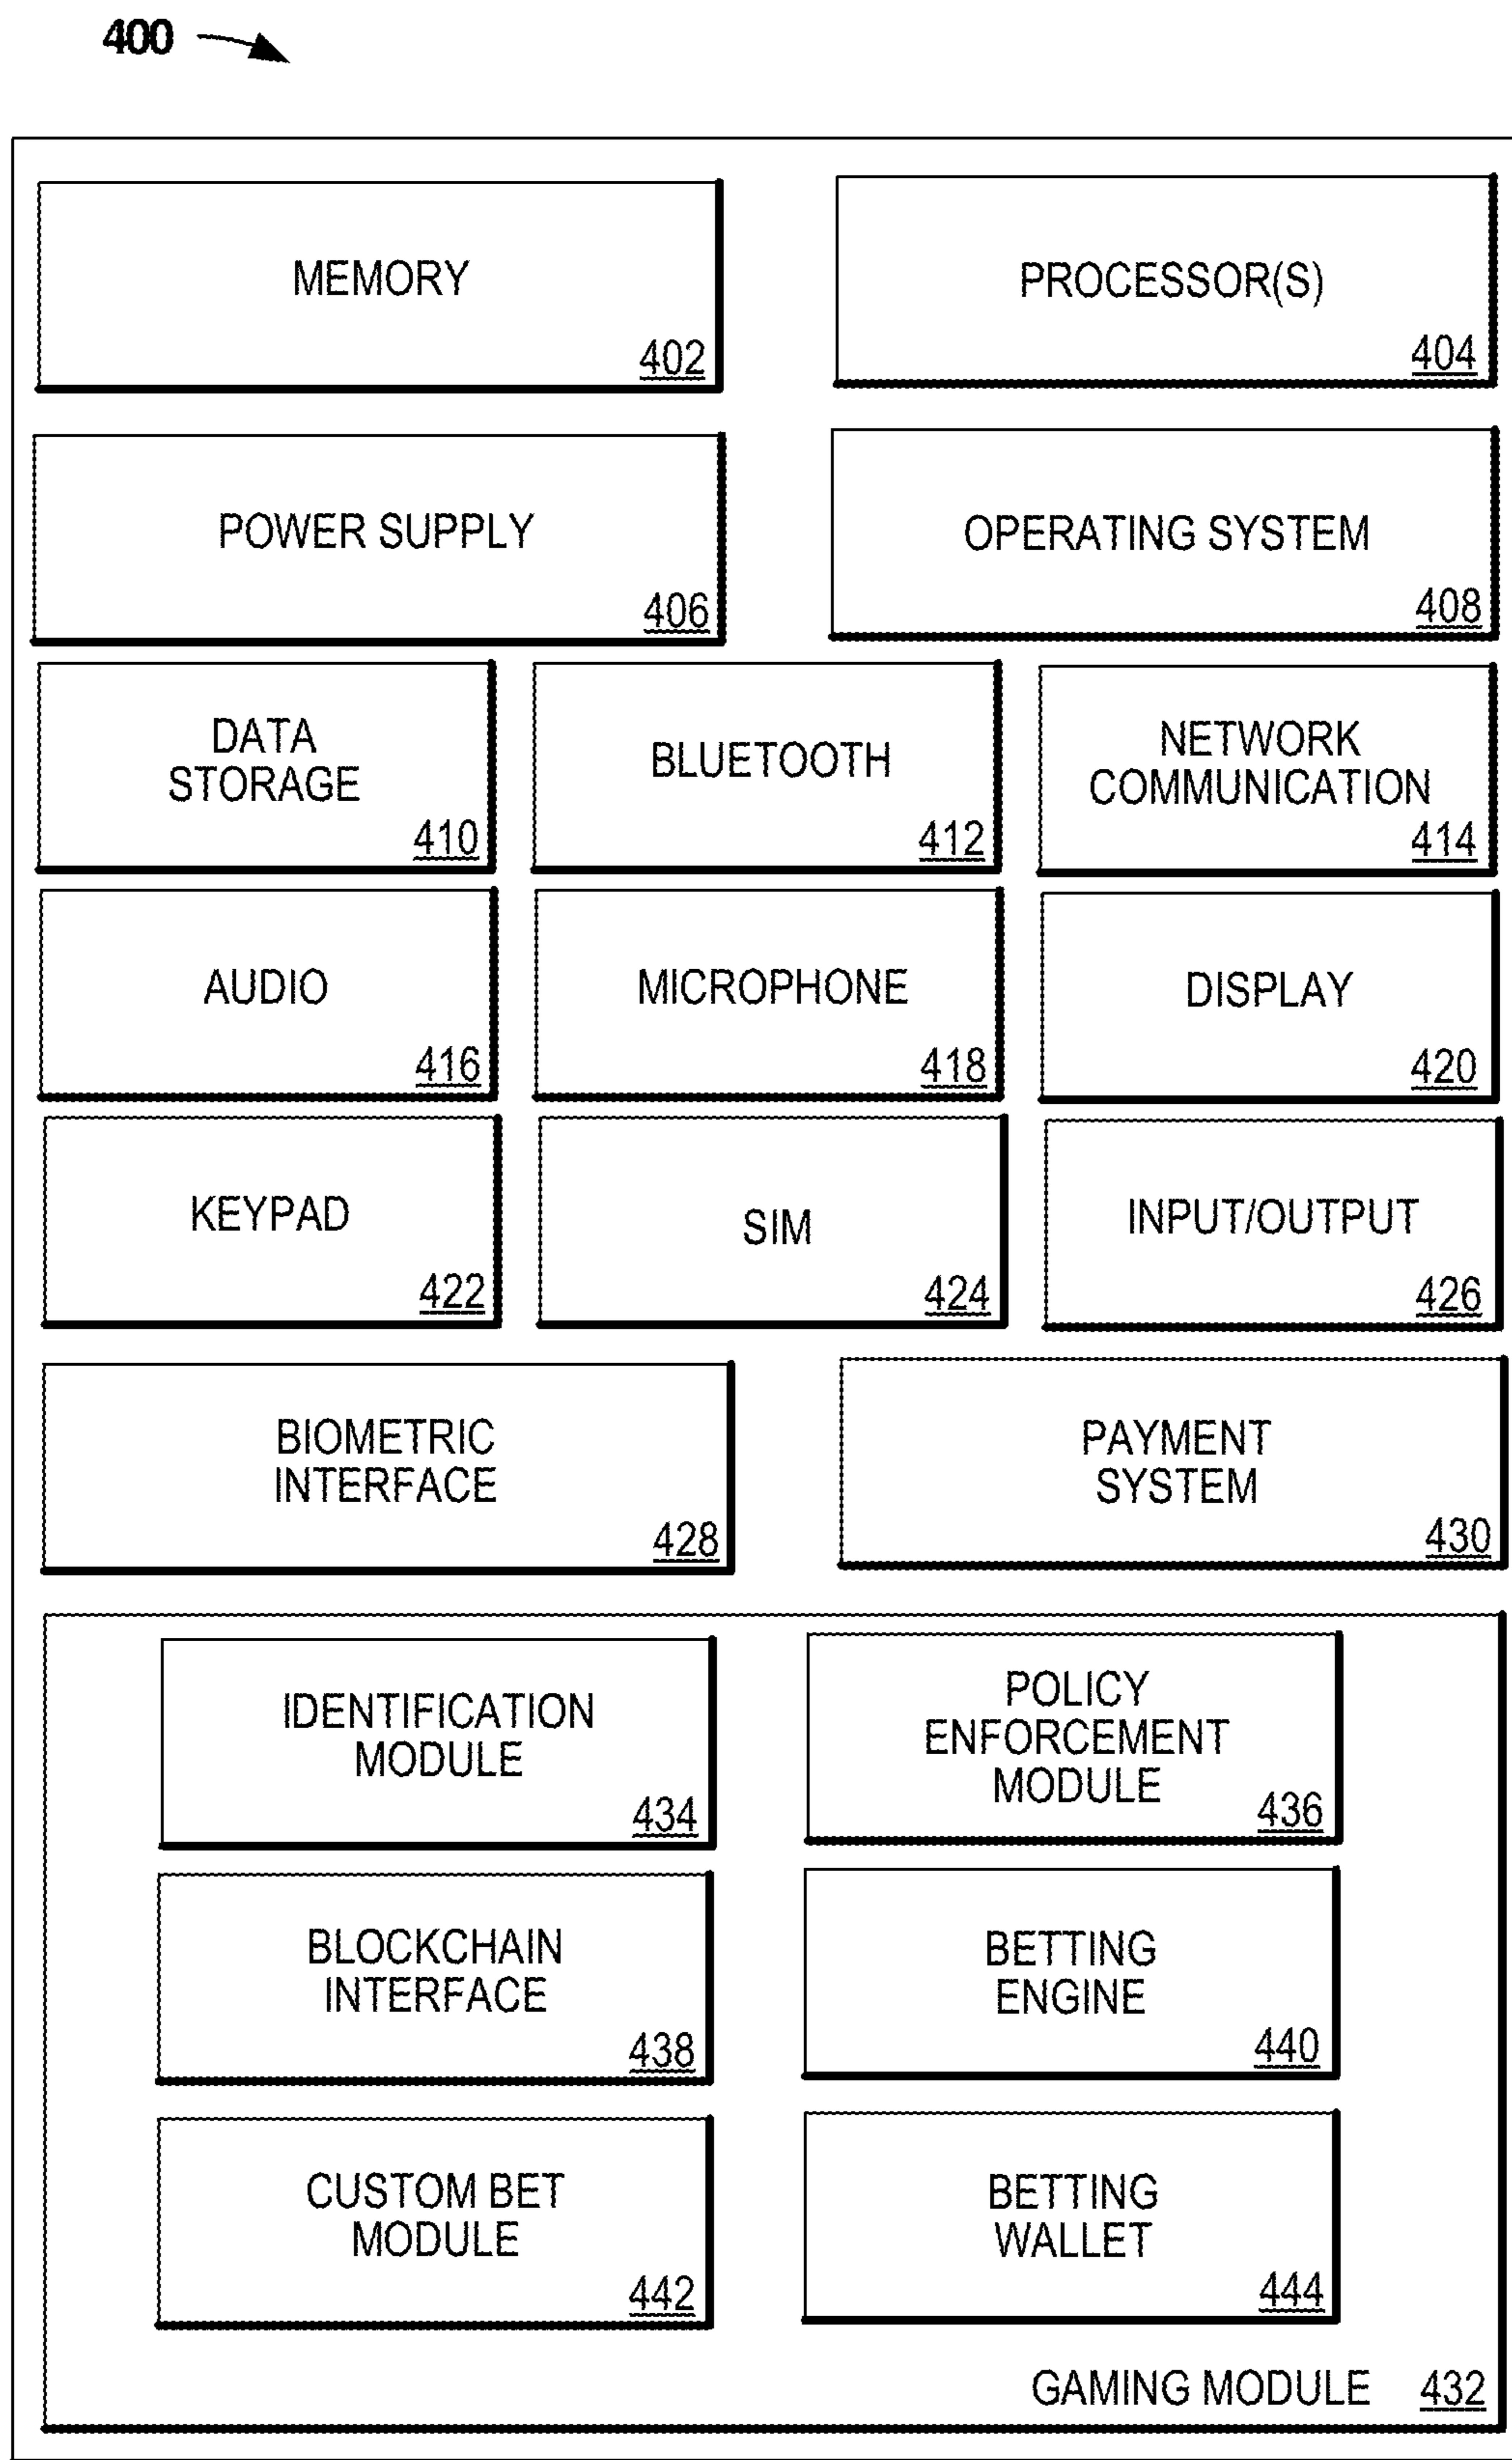 400
MEMORY
402
PROCESSOR(S)
404
POWER SUPPLY
406
OPERATING SYSTEM
408
DATA
STORAGE
410
BLUETOOTH
412
NETWORK
COMMUNICATION
414
AUDIO
416
MICROPHONE
418
DISPLAY
420
KEYPAD
422
SIM
424
INPUT/OUTPUT
426
BIOMETRIC
INTERFACE
428
PAYMENT
SYSTEM
430
IDENTIFICATION
MODULE
434
POLICY
ENFORCEMENT
MODULE
436
BLOCKCHAIN
INTERFACE
438
BETTING
ENGINE
440
CUSTOM BET
MODULE
442
BETTING
WALLET
444
GAMING MODULE 432